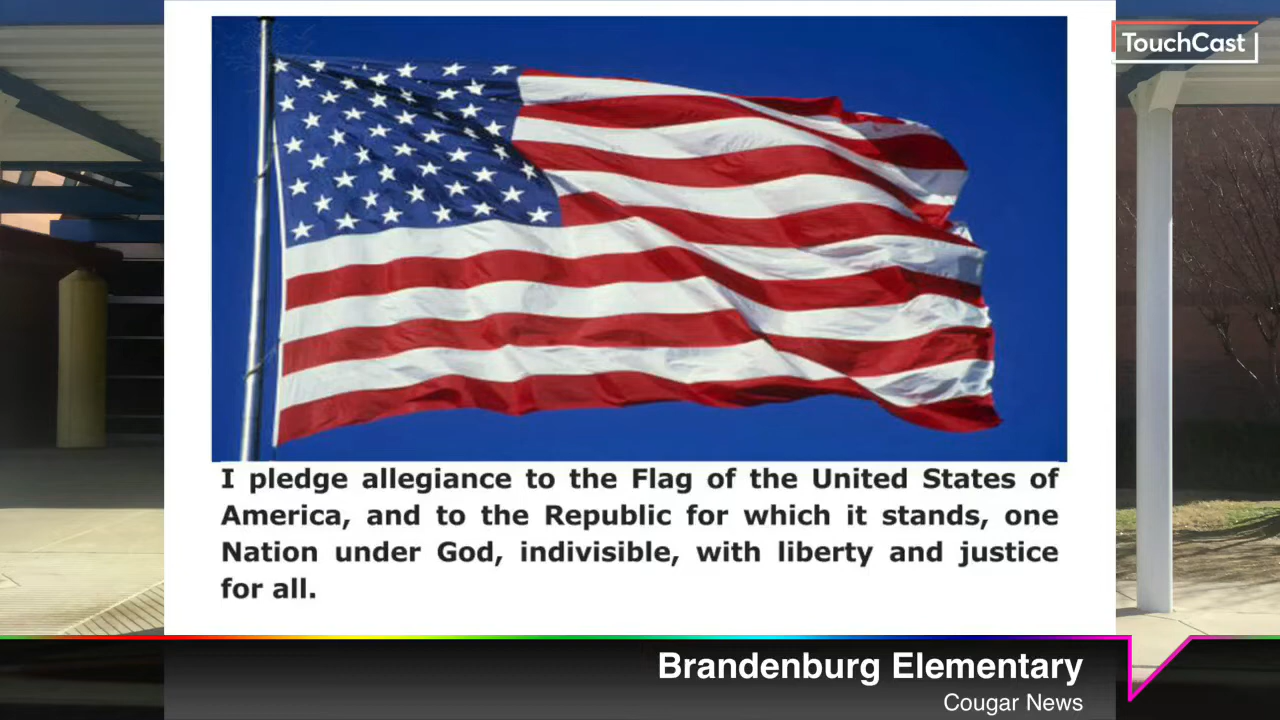 TouchCast
I pledge allegiance to the Flag of the United States of
America, and to the Republic for which it stands, one
Nation under God, indivisible, with liberty and justice
for all.
Brandenburg Elementary
Cougar News